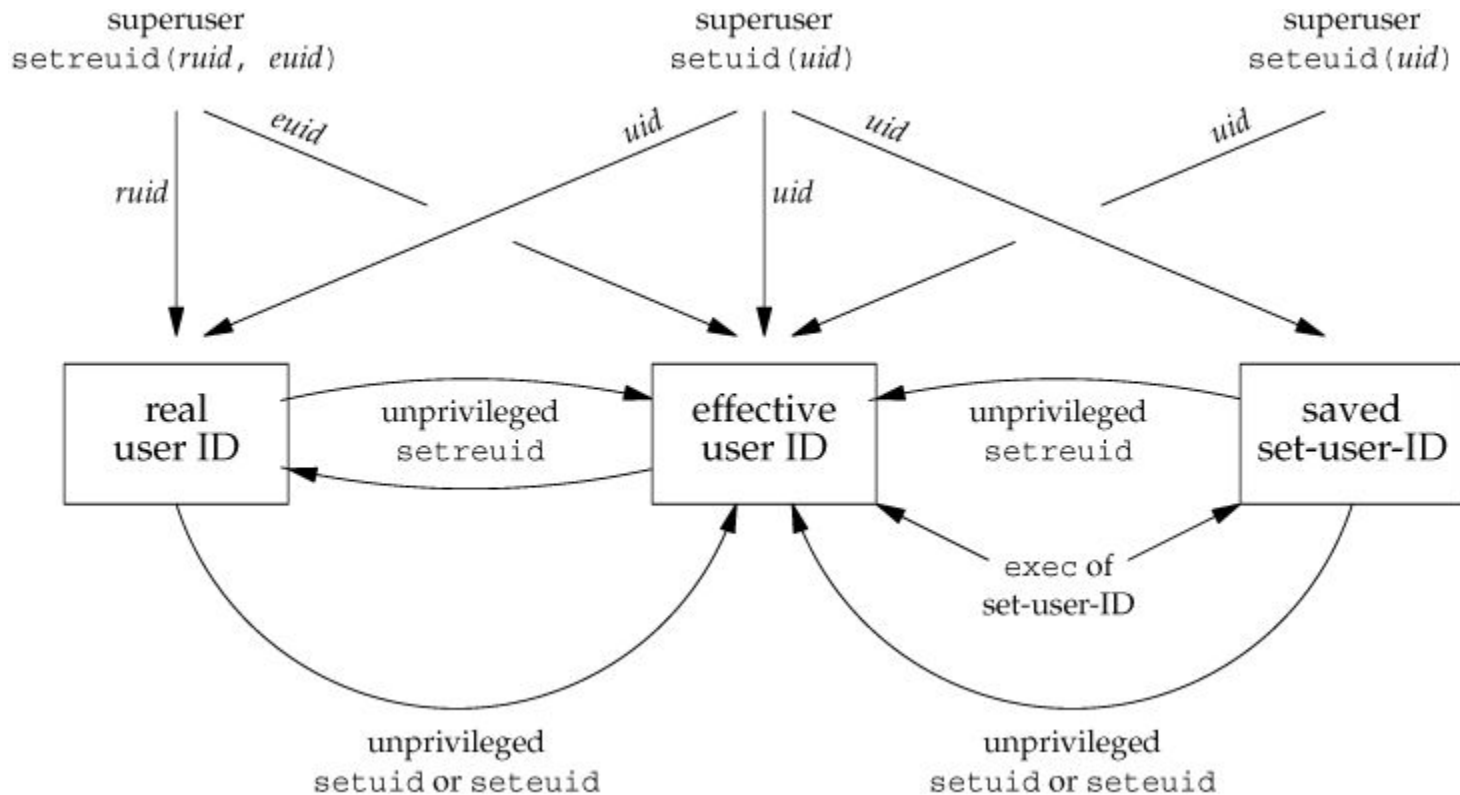 superuser
setreuid(ruid, euid)
superuser
setuid(uid)
superuser
seteuid(uid)
euid
uid
uid
uid
ruid
uid
real
user ID
unprivileged
setreuid
effective
user ID
unprivileged
setreuid
saved
set-user-ID
exec of
set-user-ID
unprivileged
setuid or seteuid
unprivileged
setuid or seteuid